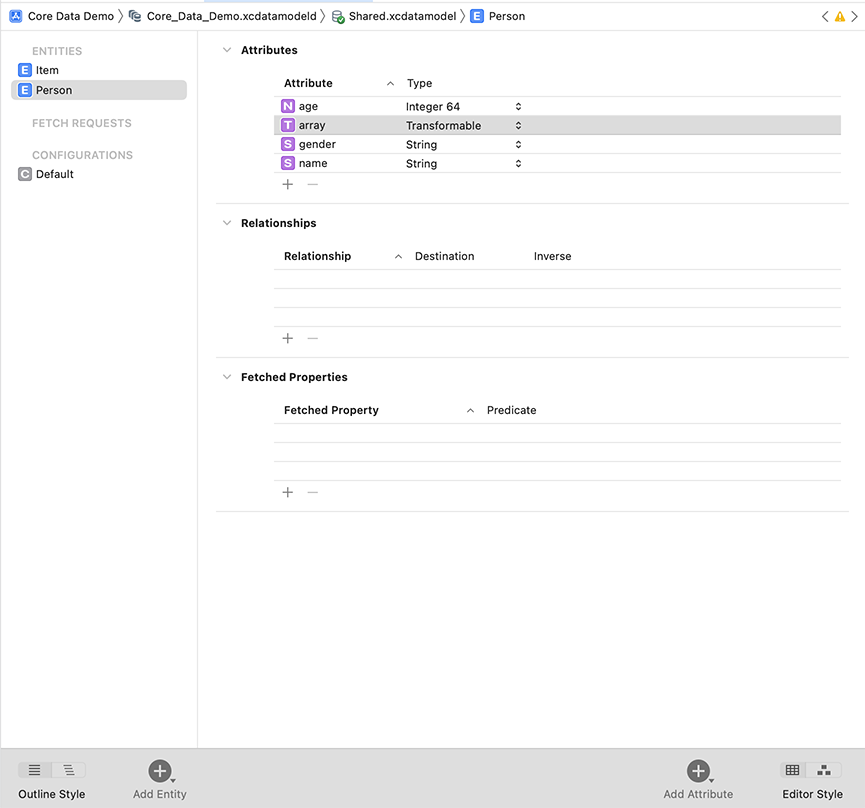 Core Data Demo Core_Data_Demo.xcdatamodeld Shared.xcdatamodel E Person
ENTITIES
E Item
E Person
FETCH REQUESTS
CONFIGURATIONS
C Default
Attributes
Attribute Type
N age Integer 64
T array Transformable
S gender String
S name String
Relationships
Relationship Destination Inverse
Fetched Properties
Fetched Property Predicate
Outline Style Add Entity Add Attribute Editor Style